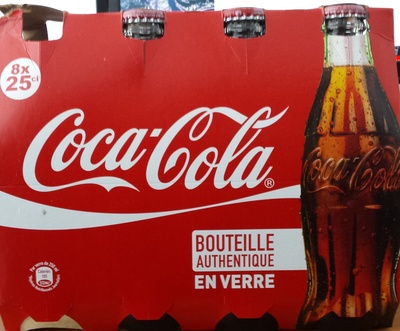 8x
25cl
Coca-Cola®
Coca-Cola
BOUTEILLE
AUTHENTIQUE
EN VERRE